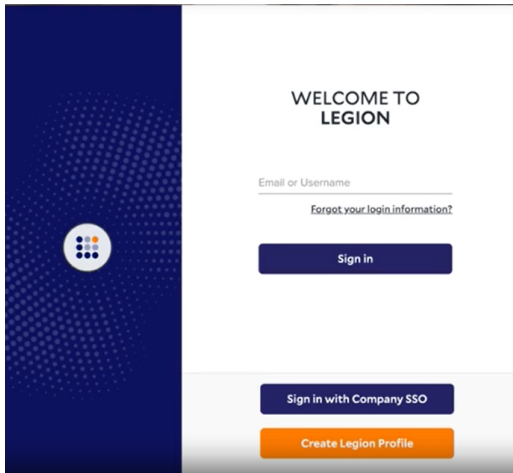 WELCOME TO
LEGION
Email or Username
Forgot your login information?
Sign in
Sign in with Company SSO
Create Legion Profile